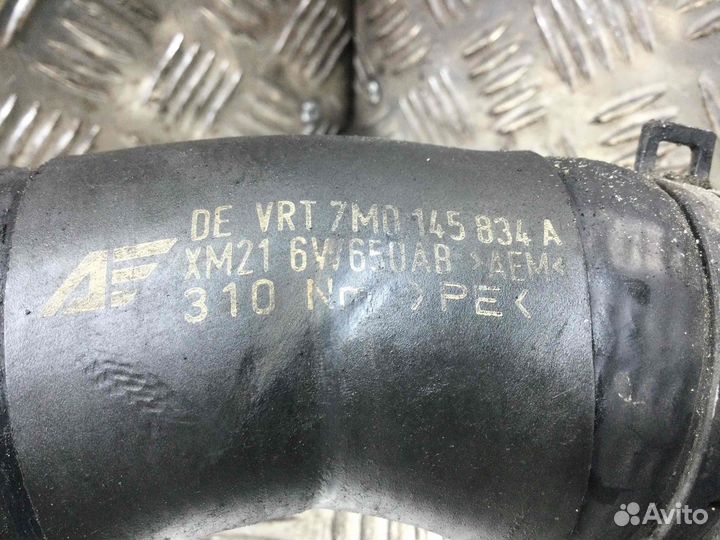 DE VRT 7M0 145 834 A
XM21 6W650AB >AEM<
310 >PE<
Avito